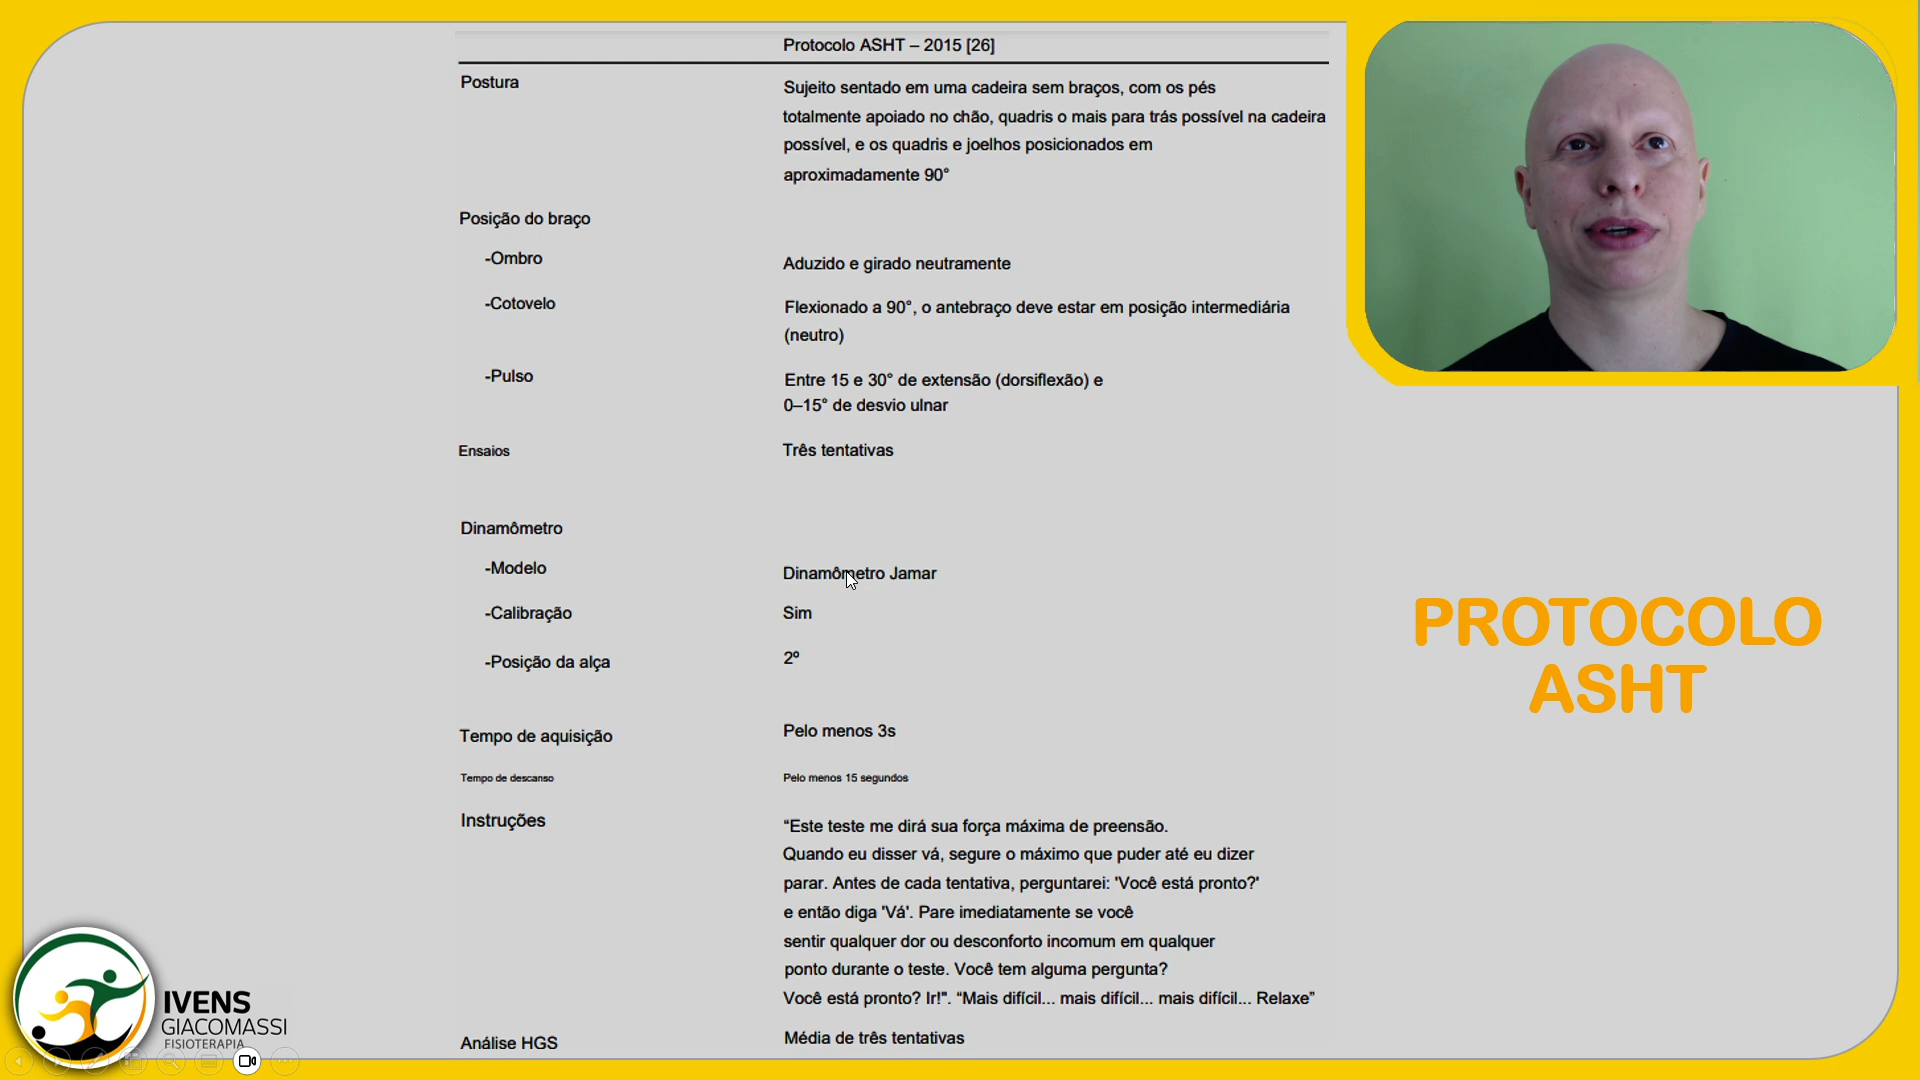 Protocolo ASHT – 2015 [26]
Postura
Sujeito sentado em uma cadeira sem braços, com os pés
totalmente apoiado no chão, quadris o mais para trás possível na cadeira
possível, e os quadris e joelhos posicionados em
aproximadamente 90°
Posição do braço
-Ombro
Aduzido e girado neutramente
-Cotovelo
Flexionado a 90°, o antebraço deve estar em posição intermediária
(neutro)
-Pulso
Entre 15 e 30° de extensão (dorsiflexão) e
0–15° de desvio ulnar
Ensaios
Três tentativas
Dinamômetro
-Modelo
Dinamômetro Jamar
-Calibração
Sim
-Posição da alça
2º
Tempo de aquisição
Pelo menos 3s
Tempo de descanso
Pelo menos 15 segundos
Instruções
“Este teste me dirá sua força máxima de preensão.
Quando eu disser vá, segure o máximo que puder até eu dizer
parar. Antes de cada tentativa, perguntarei: 'Você está pronto?'
e então diga 'Vá'. Pare imediatamente se você
sentir qualquer dor ou desconforto incomum em qualquer
ponto durante o teste. Você tem alguma pergunta?
Você está pronto? Ir!". “Mais difícil... mais difícil... mais difícil... Relaxe”
Análise HGS
Média de três tentativas
PROTOCOLO
ASHT
IVENS
GIACOMASSI
FISIOTERAPIA